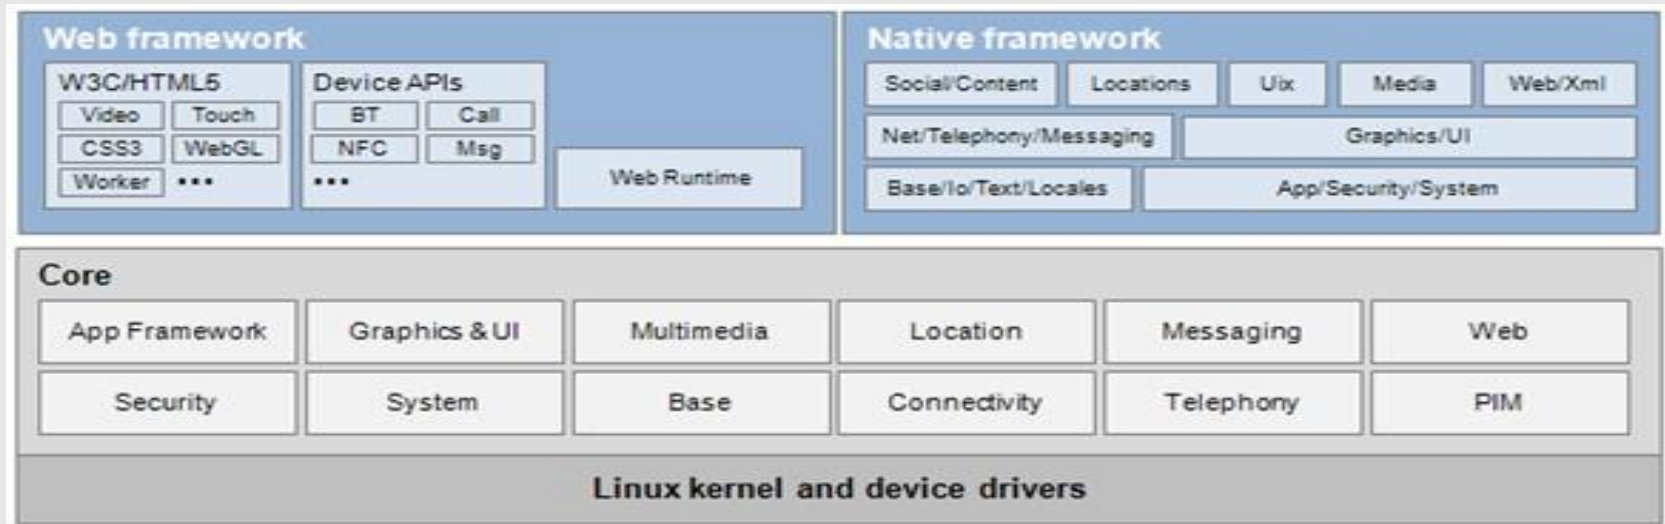 Web framework
W3C/HTML5
Video Touch
CSS3 WebGL
Worker ...
Device APIs
BT Call
NFC Msg
...
Web Runtime
Native framework
Social/Content Locations Uix Media Web/Xml
Net/Telephony/Messaging Graphics/UI
Base/Io/Text/Locales App/Security/System
Core
App Framework Graphics & UI Multimedia Location Messaging Web
Security System Base Connectivity Telephony PIM
Linux kernel and device drivers